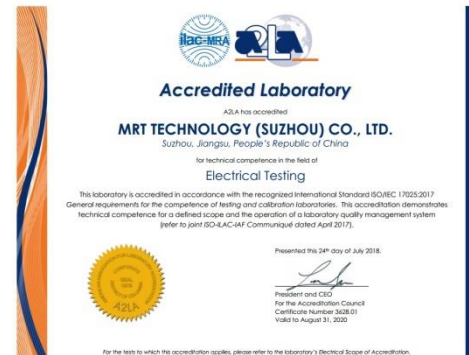 ilac-MRA
A2LA
Accredited Laboratory
A2LA has accredited
MRT TECHNOLOGY (SUZHOU) CO., LTD.
Suzhou, Jiangsu, People's Republic of China
for technical competence in the field of
Electrical Testing
This laboratory is accredited in accordance with the recognized International Standard ISO/IEC 17025:2017
General requirements for the competence of testing and calibration laboratories. This accreditation demonstrates
technical competence for a defined scope and the operation of a laboratory quality management system
(refer to joint ISO-ILAC-IAF Communiqué dated April 2017).
Presented this 24th day of July 2018.
President and CEO
For the Accreditation Council
Certificate Number 3628.01
Valid to August 31, 2020
CORPORATE
SEAL
1978
A2LA
For the tests to which this accreditation applies, please refer to the laboratory's Electrical Scope of Accreditation.